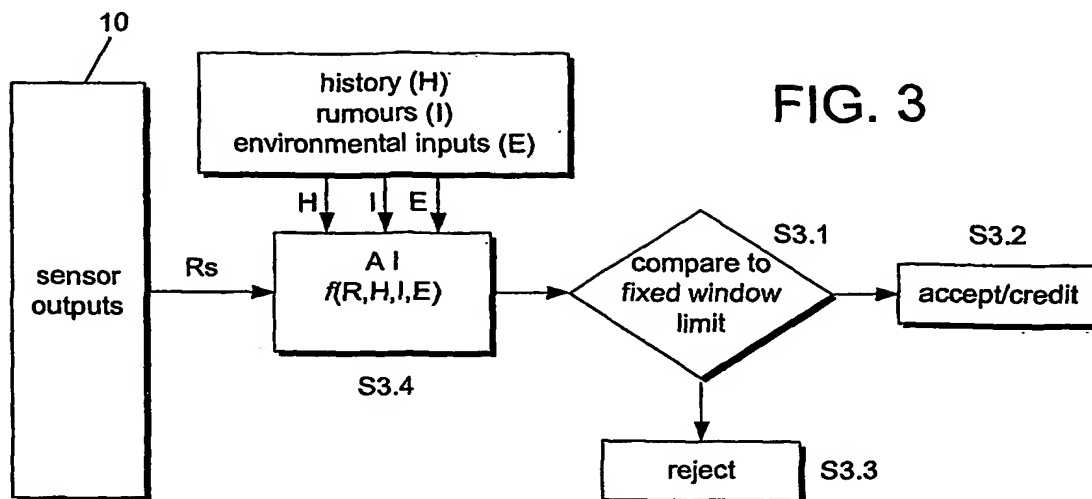 10
history (H)
rumours (I)
environmental inputs (E)
FIG. 3
H I E
sensor
outputs
Rs
A I
f(R,H,I,E)
S3.4
compare to
fixed window
limit
S3.1
S3.2
accept/credit
reject
S3.3